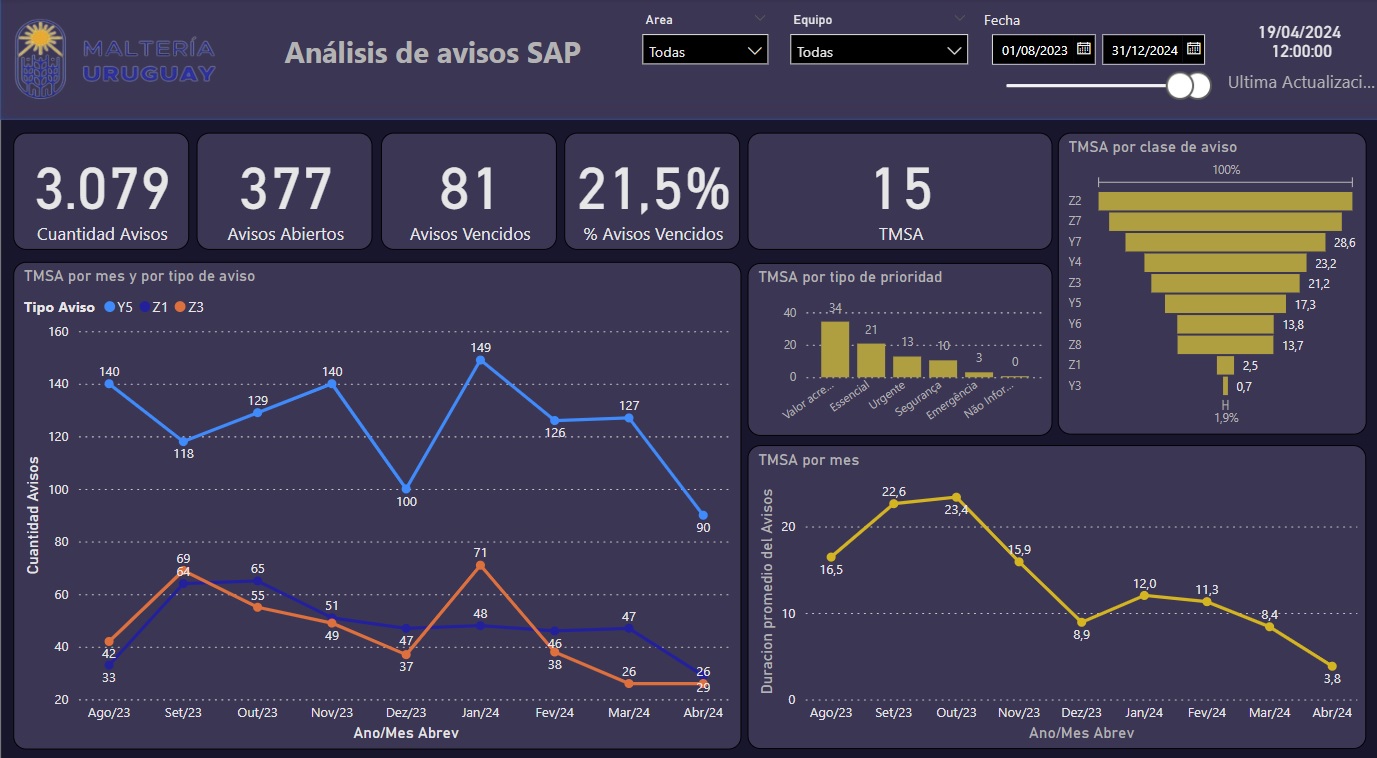 MALTERÍA
URUGUAY
Análisis de avisos SAP
Area
Todas
Equipo
Todas
Fecha
01/08/2023
31/12/2024
19/04/2024
12:00:00
Ultima Actualizaci...
3.079
Cuantidad Avisos
377
Avisos Abiertos
81
Avisos Vencidos
21,5%
% Avisos Vencidos
15
TMSA
TMSA por clase de aviso
100%
Z2
Z7
Y7 28,6
Y4 23,2
Z3 21,2
Y5 17,3
Y6 13,8
Z8 13,7
Z1 2,5
Y3 0,7
H
1,9%
TMSA por mes y por tipo de aviso
Tipo Aviso Y5 Z1 Z3
Cuantidad Avisos
160
140
120
100
80
60
40
20
140 118 129 140 100 149 126 127 90
33 64 65 51 47 48 46 47 29
42 69 55 49 37 71 38 26 26
Ago/23 Set/23 Out/23 Nov/23 Dez/23 Jan/24 Fev/24 Mar/24 Abr/24
Ano/Mes Abrev
TMSA por tipo de prioridad
40
20
0
34 21 13 10 3 0
Valor acre... Essencial Urgente Segurança Emergência Não Infor...
TMSA por mes
Duracion promedio del Avisos
20
10
0
16,5 22,6 23,4 15,9 8,9 12,0 11,3 8,4 3,8
Ago/23 Set/23 Out/23 Nov/23 Dez/23 Jan/24 Fev/24 Mar/24 Abr/24
Ano/Mes Abrev